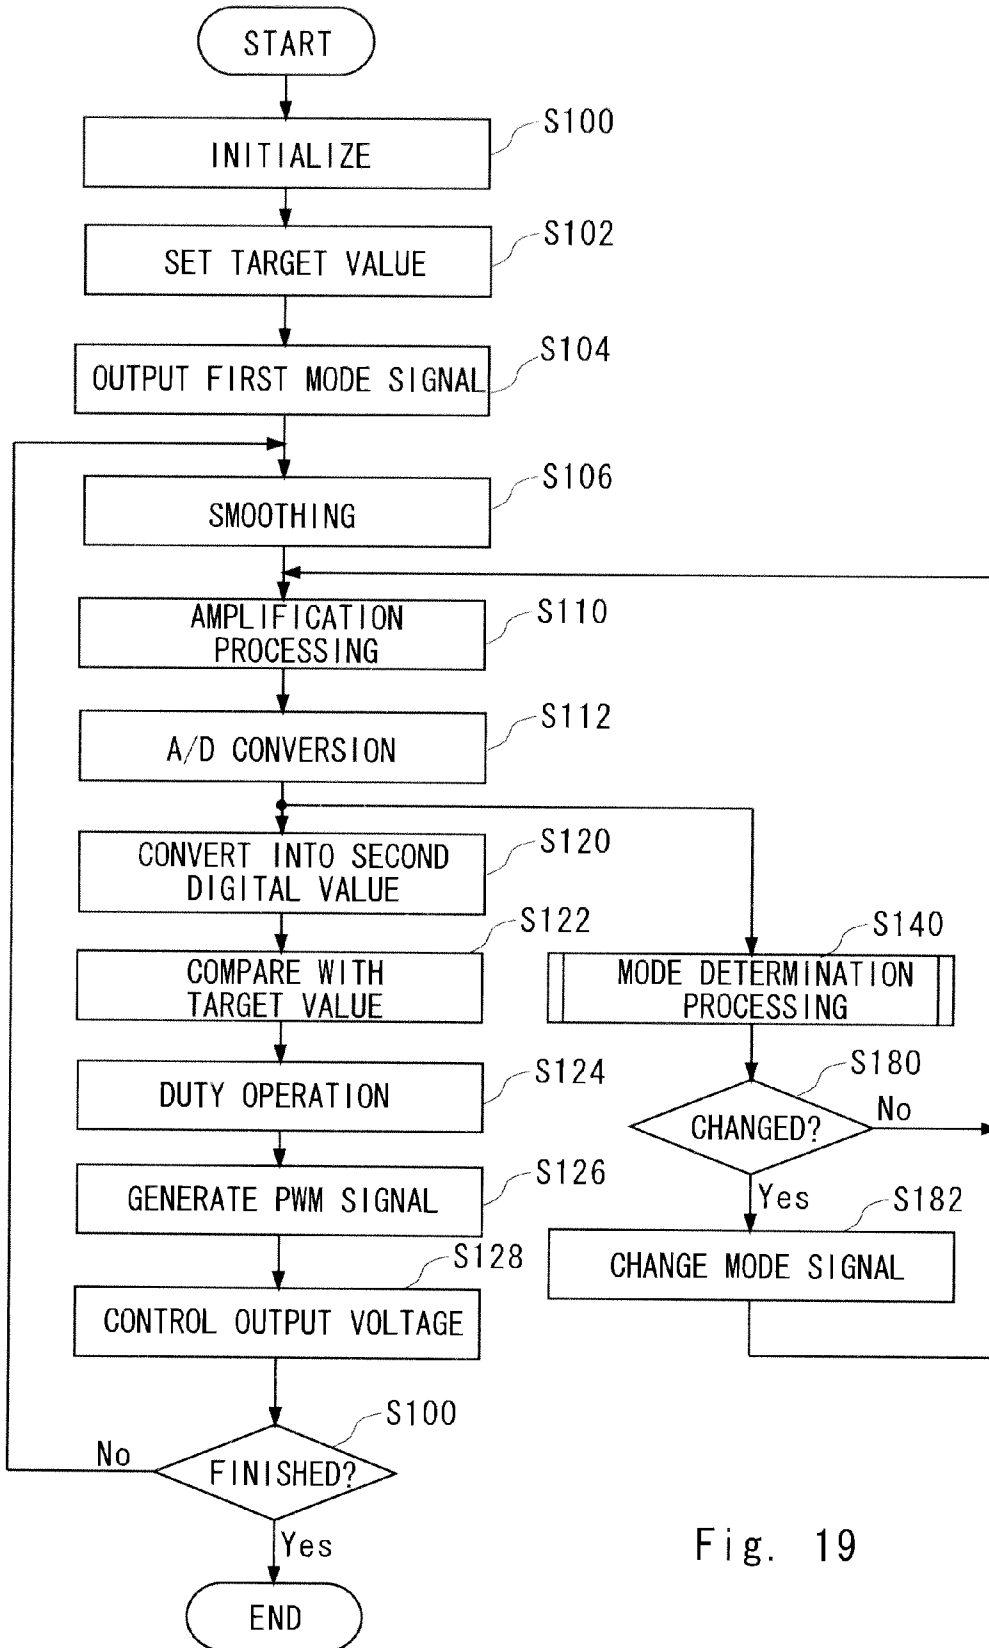 START
S100
INITIALIZE
S102
SET TARGET VALUE
S104
OUTPUT FIRST MODE SIGNAL
S106
SMOOTHING
S110
AMPLIFICATION
PROCESSING
S112
A/D CONVERSION
S120
CONVERT INTO SECOND
DIGITAL VALUE
S122
COMPARE WITH
TARGET VALUE
S124
DUTY OPERATION
S126
GENERATE PWM SIGNAL
S128
CONTROL OUTPUT VOLTAGE
S100
FINISHED?
No
Yes
END
S140
MODE DETERMINATION
PROCESSING
S180
CHANGED?
No
Yes
S182
CHANGE MODE SIGNAL
Fig. 19